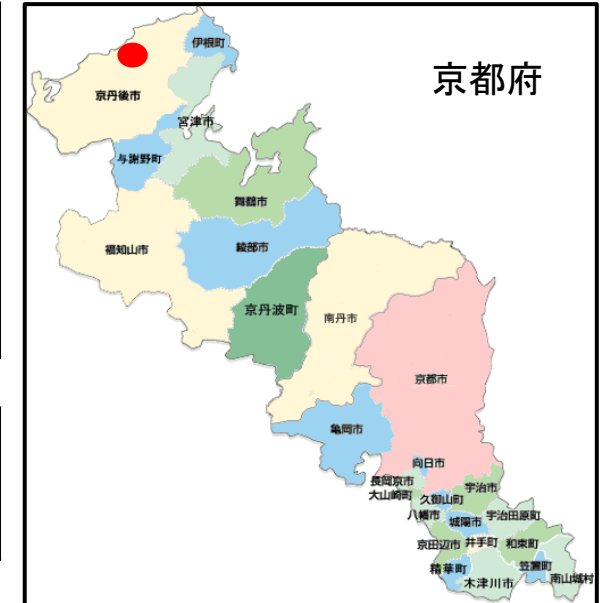 京都府
伊根町
京丹後市
宮津市
与謝野町
舞鶴市
福知山市
綾部市
京丹波町
南丹市
京都市
亀岡市
向日市
長岡京市
大山崎町
宇治市
久御山町
八幡市
城陽市
宇治田原町
京田辺市
井手町
和束町
精華町
笠置町
木津川市
南山城村